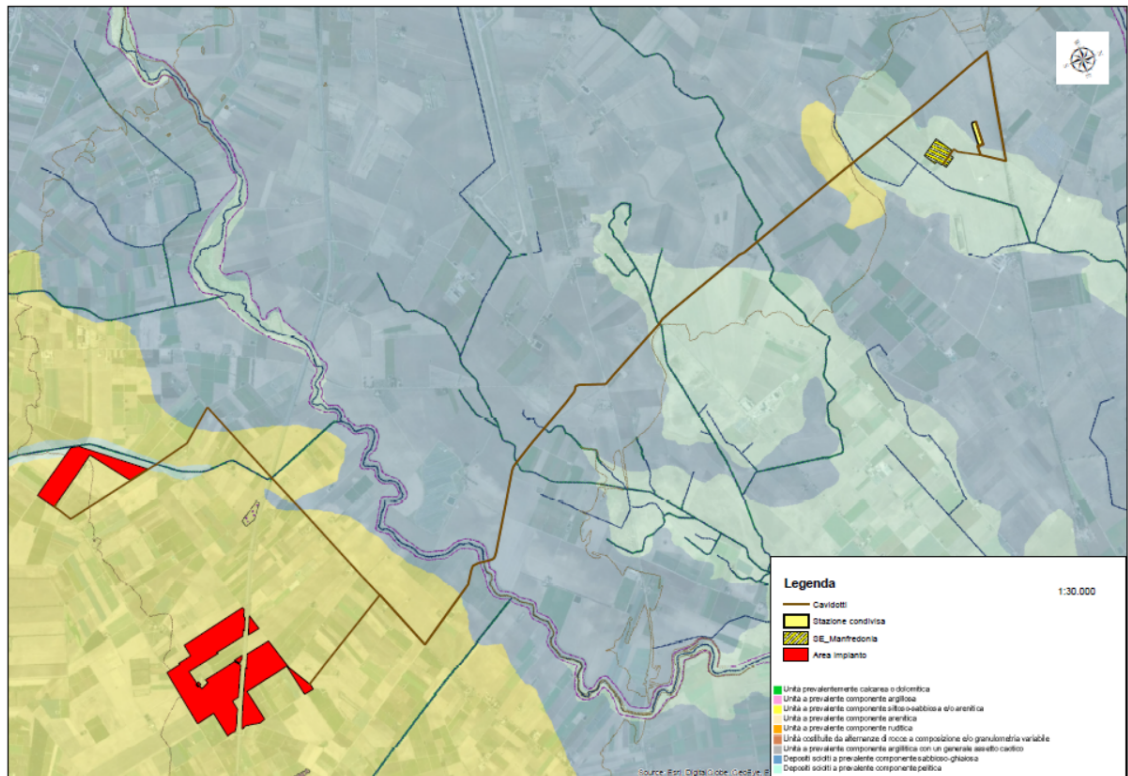 Legenda
1:30.000
Cavidotti
Stazione condivisa
SE_Manfredonia
Area Impianto
Unità prevalentemente calcarea o dolomitica
Unità a prevalente componente argillosa
Unità a prevalente componente siltoso-sabbiosa e/o arenitica
Unità a prevalente componente arenitica
Unità a prevalente componente ruditica
Unità costituite da alternanze di rocce a composizione e/o granulometria variabile
Unità a prevalente componente argillitica con un generale assetto caotico
Depositi sciolti a prevalente componente sabbioso-ghiaiosa
Depositi sciolti a prevalente componente pelitica
Source: Esri, DigitalGlobe, GeoEye, E